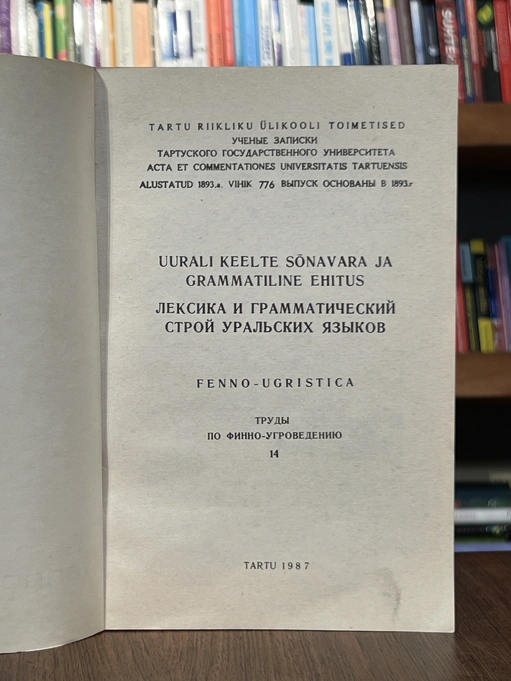 TARTU RIIKLIKU ÜLIKOOLI TOIMETISED
УЧЕНЫЕ ЗАПИСКИ
ТАРТУСКОГО ГОСУДАРСТВЕННОГО УНИВЕРСИТЕТА
ACTA ET COMMENTATIONES UNIVERSITATIS TARTUENSIS
ALUSTATUD 1893.a. VIHIK 776 ВЫПУСК ОСНОВАНЫ В 1893.г
UURALI KEELTE SÕNAVARA JA
GRAMMATILINE EHITUS
ЛЕКСИКА И ГРАММАТИЧЕСКИЙ
СТРОЙ УРАЛЬСКИХ ЯЗЫКОВ
FENNO-UGRISTICA
ТРУДЫ
ПО ФИННО-УГРОВЕДЕНИЮ
14
TARTU 1987